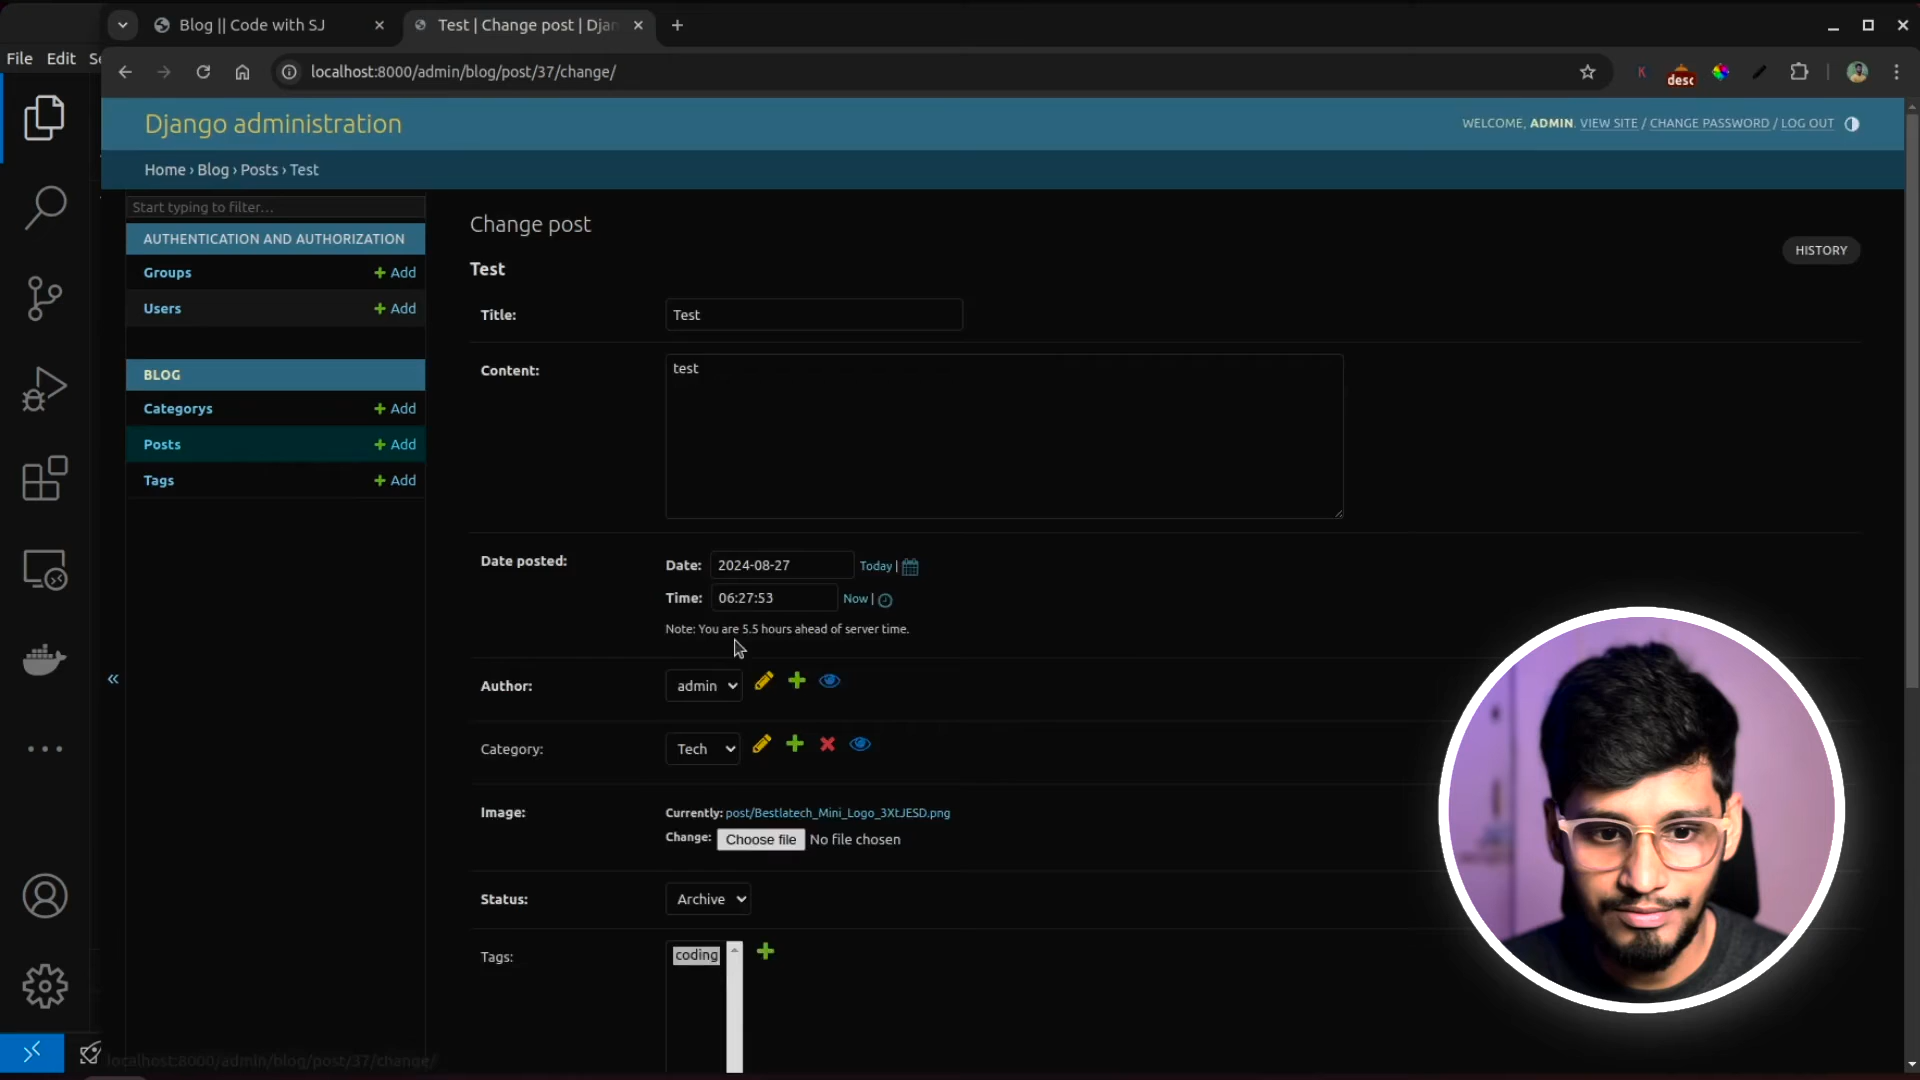 Blog || Code with SJ
Test | Change post | Djan
File Edit Se
localhost:8000/admin/blog/post/37/change/
desc
Django administration
WELCOME, ADMIN. VIEW SITE / CHANGE PASSWORD / LOG OUT
Home › Blog › Posts › Test
Start typing to filter…
AUTHENTICATION AND AUTHORIZATION
Groups + Add
Users + Add
BLOG
Categorys + Add
Posts + Add
Tags + Add
«
Change post
HISTORY
Test
Title: Test
Content: test
Date posted: Date: 2024-08-27 Today |
Time: 06:27:53 Now |
Note: You are 5.5 hours ahead of server time.
Author: admin
Category: Tech
Image: Currently: post/Bestlatech_Mini_Logo_3XtJESD.png
Change: Choose file No file chosen
Status: Archive
Tags: coding
localhost:8000/admin/blog/post/37/change/